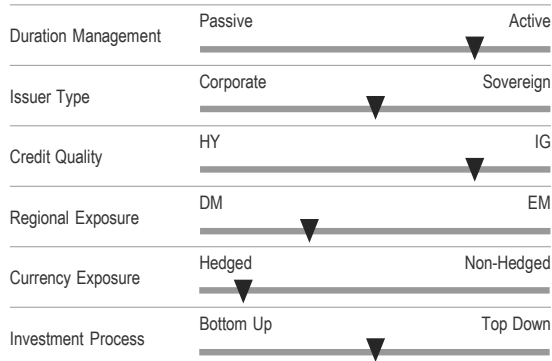 Duration Management
Passive Active
Issuer Type
Corporate Sovereign
Credit Quality
HY IG
Regional Exposure
DM EM
Currency Exposure
Hedged Non-Hedged
Investment Process
Bottom Up Top Down